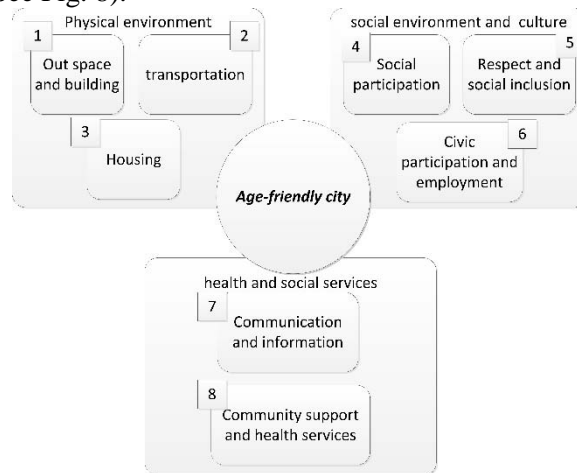 see Fig. 8).
Physical environment
1
Out space
and building
2
transportation
3
Housing
social environment and culture
4
Social
participation
5
Respect and
social inclusion
6
Civic
participation and
employment
Age-friendly city
health and social services
7
Communication
and information
8
Community support
and health services